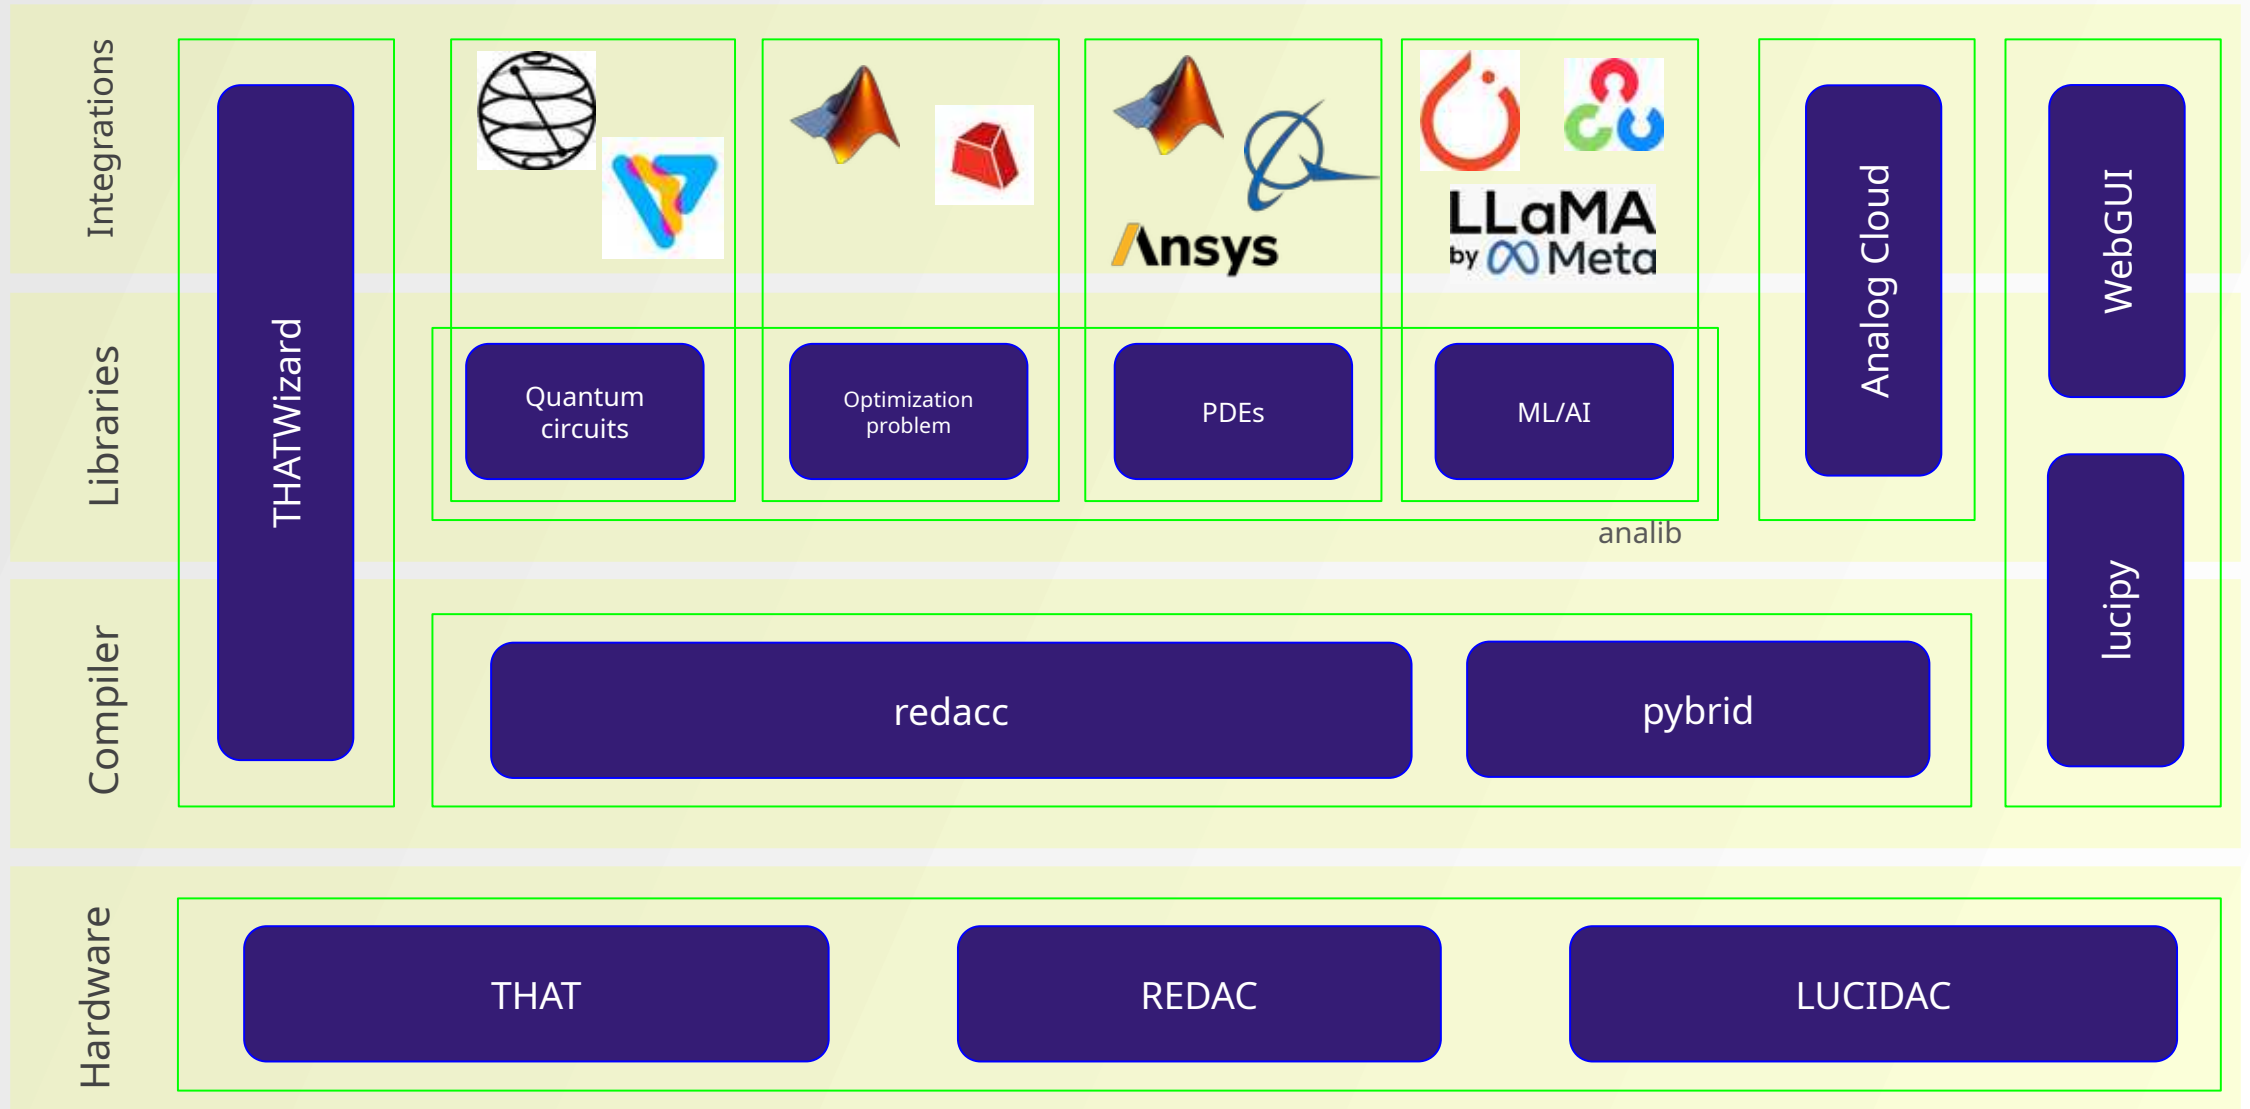 Integrations
THATWizard
Ansys
LLaMA
by Meta
Analog Cloud
WebGUI
Libraries
Quantum
circuits
Optimization
problem
PDEs
ML/AI
analib
lucipy
Compiler
redacc
pybrid
Hardware
THAT
REDAC
LUCIDAC